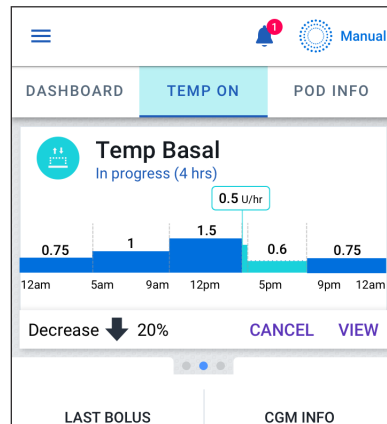 1
Manual
DASHBOARD TEMP ON POD INFO
Temp Basal
In progress (4 hrs)
0.5 U/hr
0.75 1 1.5 0.6 0.75
12am 5am 9am 12pm 5pm 9pm 12am
Decrease 20% CANCEL VIEW
LAST BOLUS CGM INFO